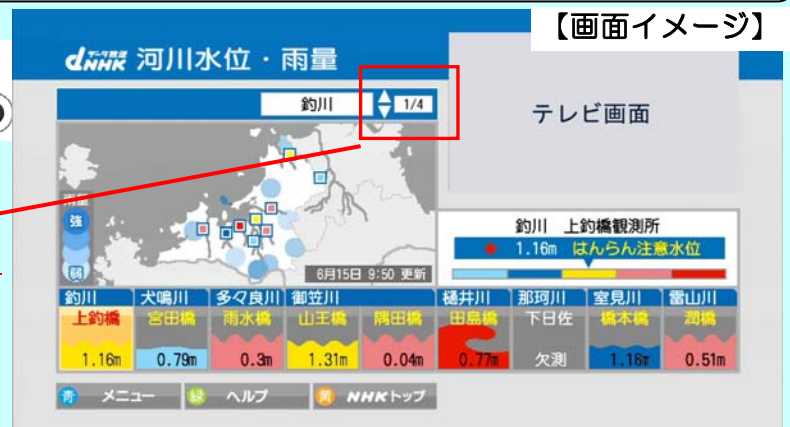 【画面イメージ】
データ放送
dNHK 河川水位・雨量
釣川 1/4
テレビ画面
雨量
強
弱
6月15日 9:50 更新
釣川 上釣橋観測所
1.16m はんらん注意水位
釣川 犬鳴川 多々良川 御笠川 樋井川 那珂川 室見川 雷山川
上釣橋 宮田橋 雨水橋 山王橋 隅田橋 田島橋 下日佐 橋本橋 潤橋
1.16m 0.79m 0.3m 1.31m 0.04m 0.77m 欠測 1.16m 0.51m
青 メニュー 緑 ヘルプ 黄 NHKトップ